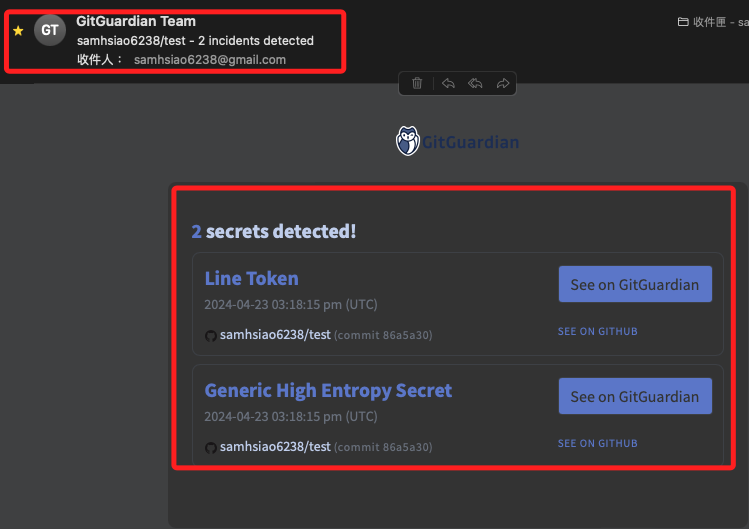 GT
GitGuardian Team
samhsiao6238/test - 2 incidents detected
收件人： samhsiao6238@gmail.com
收件匣 - sa
GitGuardian
2 secrets detected!
Line Token
See on GitGuardian
2024-04-23 03:18:15 pm (UTC)
samhsiao6238/test (commit 86a5a30)
SEE ON GITHUB
Generic High Entropy Secret
See on GitGuardian
2024-04-23 03:18:15 pm (UTC)
samhsiao6238/test (commit 86a5a30)
SEE ON GITHUB